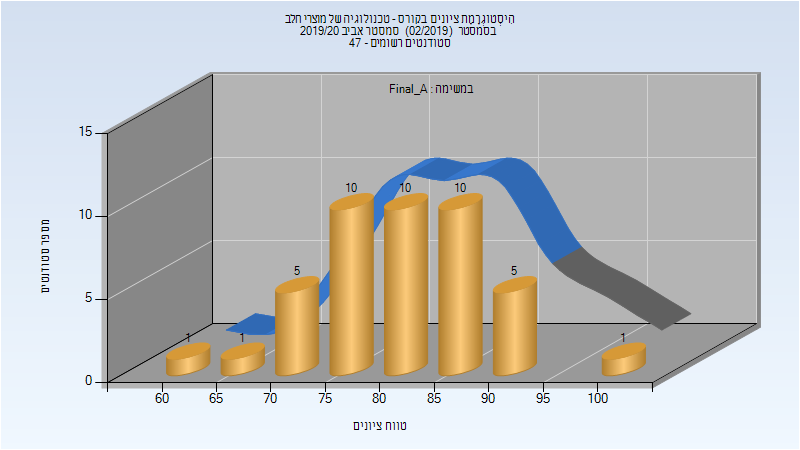 היסטוגרמת ציונים בקורס - טכנולוגיה של מוצרי חלב
בסמסטר (02/2019) סמסטר אביב 2019/20
סטודנטים רשומים - 47
במשימה : Final_A
15
10
5
0
מספר סטודנטים
1
1
5
10
10
10
5
1
60 65 70 75 80 85 90 95 100
טווח ציונים